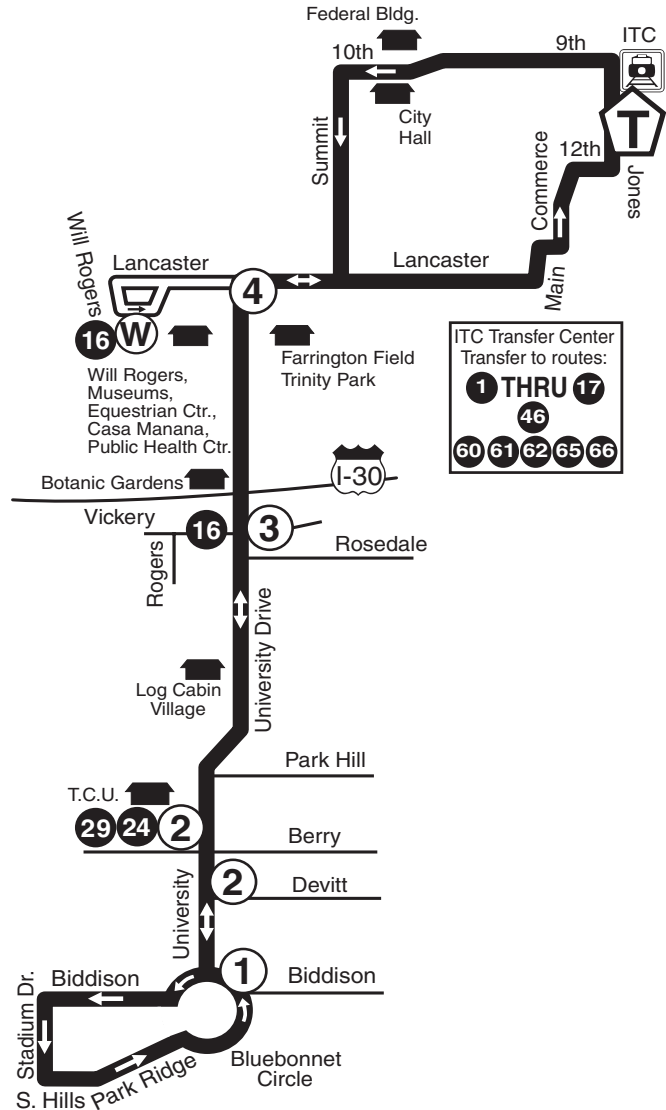 Federal Bldg.
10th
9th
ITC
City
Hall
Summit
Commerce
12th
T
Jones
Will Rogers
Lancaster
Lancaster
Main
4
16
W
Farrington Field
Trinity Park
Will Rogers,
Museums,
Equestrian Ctr.,
Casa Manana,
Public Health Ctr.
ITC Transfer Center
Transfer to routes:
1 THRU 17
46
60 61 62 65 66
Botanic Gardens
I-30
Vickery
16
3
Rogers
Rosedale
University Drive
Log Cabin
Village
Park Hill
T.C.U.
29 24 2
Berry
2
Devitt
University
1
Biddison
Biddison
Stadium Dr.
S. Hills
Park Ridge
Bluebonnet
Circle